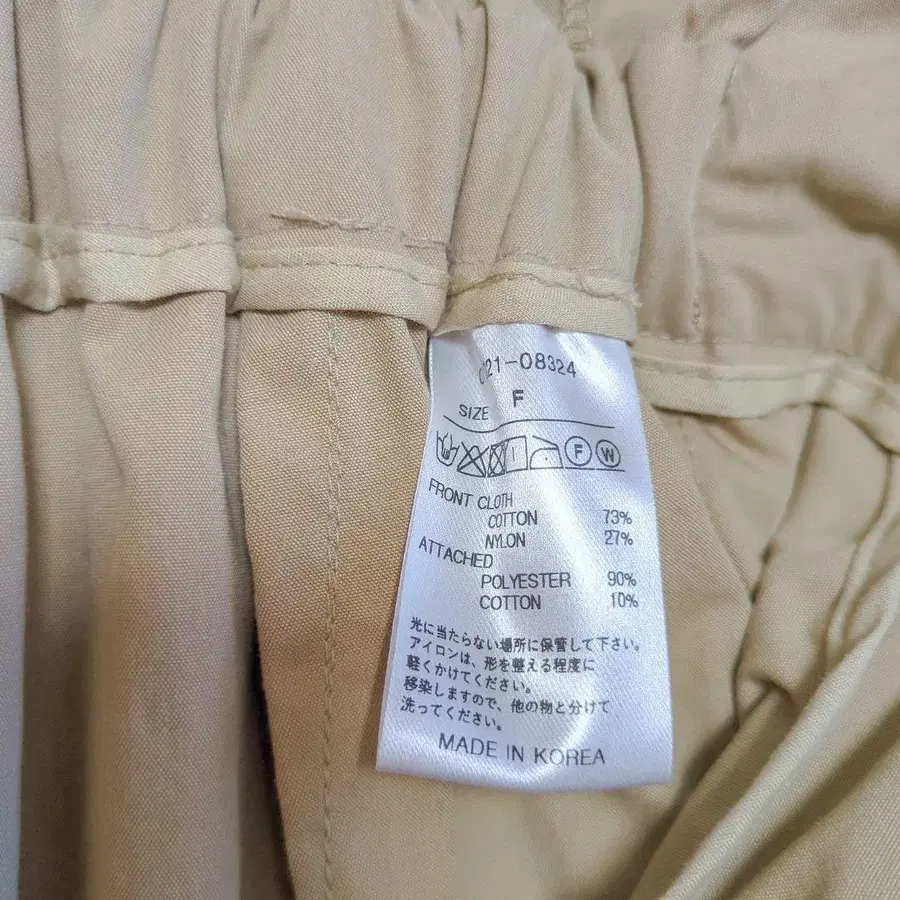 0121-08324
SIZE F
F W
FRONT CLOTH
COTTON 73%
NYLON 27%
ATTACHED
POLYESTER 90%
COTTON 10%
光に当たらない場所に保管して下さい。
アイロンは、形を整える程度に
軽くかけてください。
移染しますので、他の物と分けて
洗ってください。
MADE IN KOREA